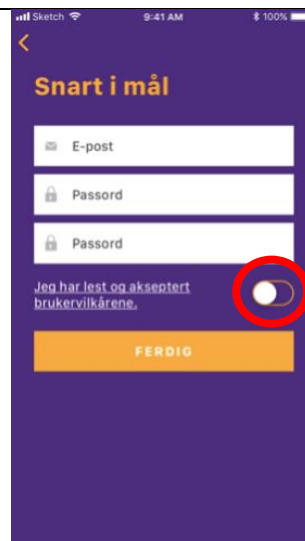 Sketch 9:41 AM 100%
Snart i mål
E-post
Passord
Passord
Jeg har lest og akseptert
brukervilkårene.
FERDIG